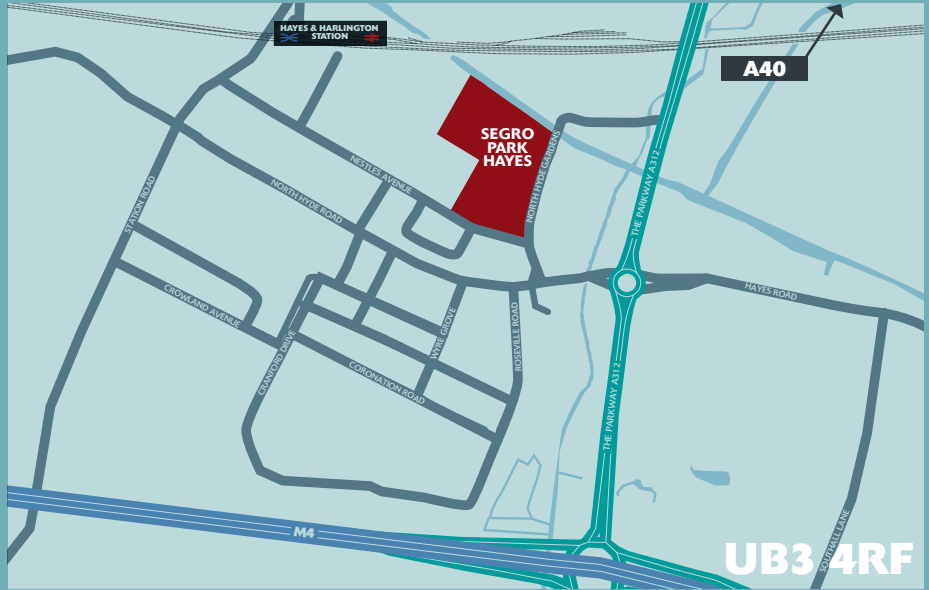 HAYES & HARLINGTON
STATION
A40
SEGRO
PARK
HAYES
NORTH HYDE GARDENS
THE PARKWAY A312
NESTLES AVENUE
NORTH HYDE ROAD
STATION ROAD
CROWLAND AVENUE
CRANFORD DRIVE
CORONATION ROAD
WYRE GROVE
ROSEVILLE ROAD
HAYES ROAD
THE PARKWAY A312
M4
SOUTHALL LANE
UB3 4RF